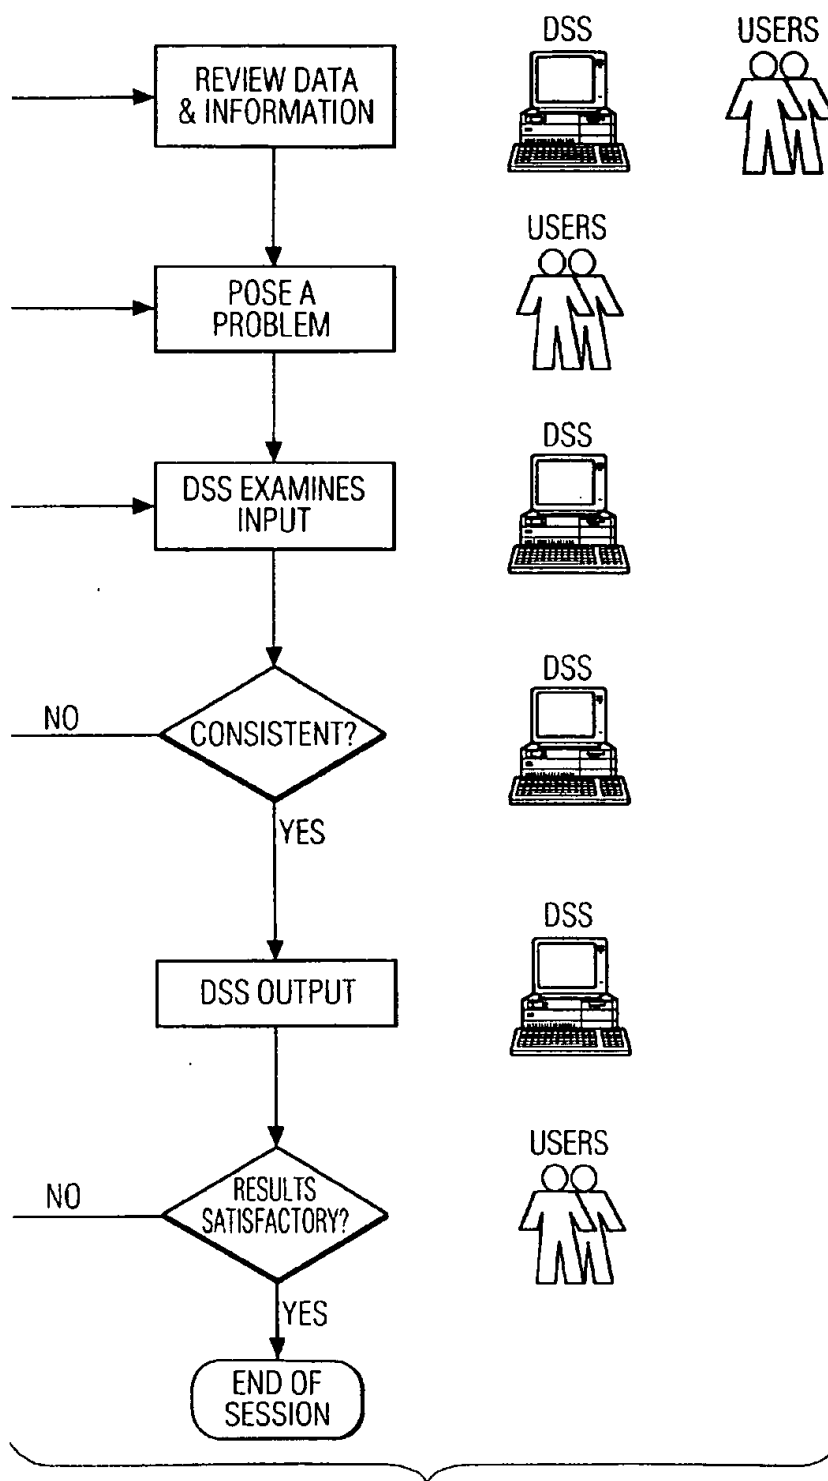 DSS
USERS
REVIEW DATA
& INFORMATION
USERS
POSE A
PROBLEM
DSS
DSS EXAMINES
INPUT
DSS
NO
CONSISTENT?
YES
DSS
DSS OUTPUT
USERS
NO
RESULTS
SATISFACTORY?
YES
END OF
SESSION